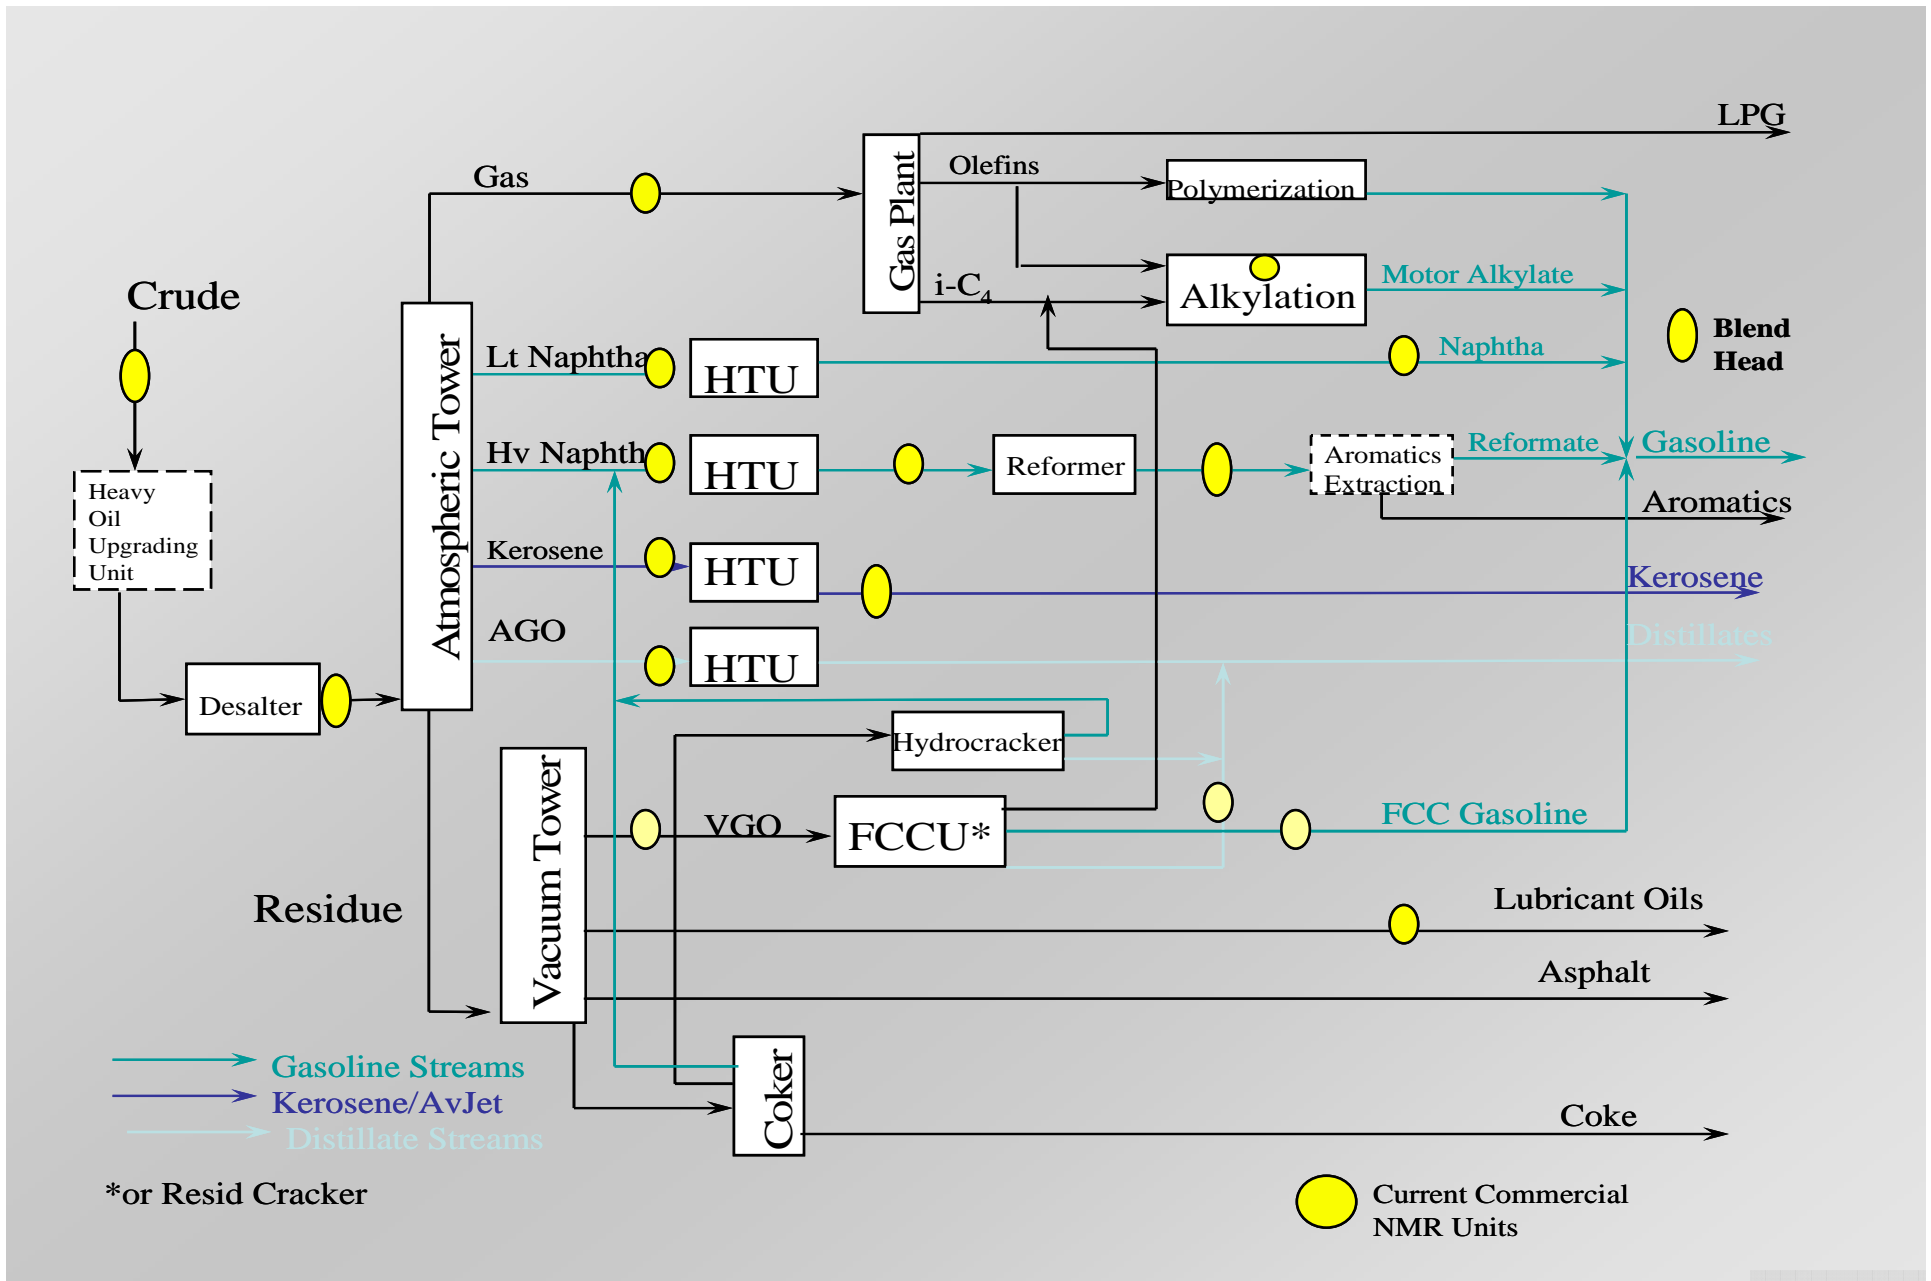 LPG
Gas
Olefins
Polymerization
Gas Plant
i-C4
Motor Alkylate
Alkylation
Crude
Blend
Head
Lt Naphtha
HTU
Naphtha
Atmospheric Tower
Hv Naphth
HTU
Reformer
Aromatics
Extraction
Reformate
Gasoline
Heavy
Oil
Upgrading
Unit
Aromatics
Kerosene
HTU
Kerosene
AGO
HTU
Distillates
Desalter
Hydrocracker
Vacuum Tower
VGO
FCCU*
FCC Gasoline
Residue
Lubricant Oils
Asphalt
Coker
Coke
Gasoline Streams
Kerosene/AvJet
Distillate Streams
*or Resid Cracker
Current Commercial
NMR Units